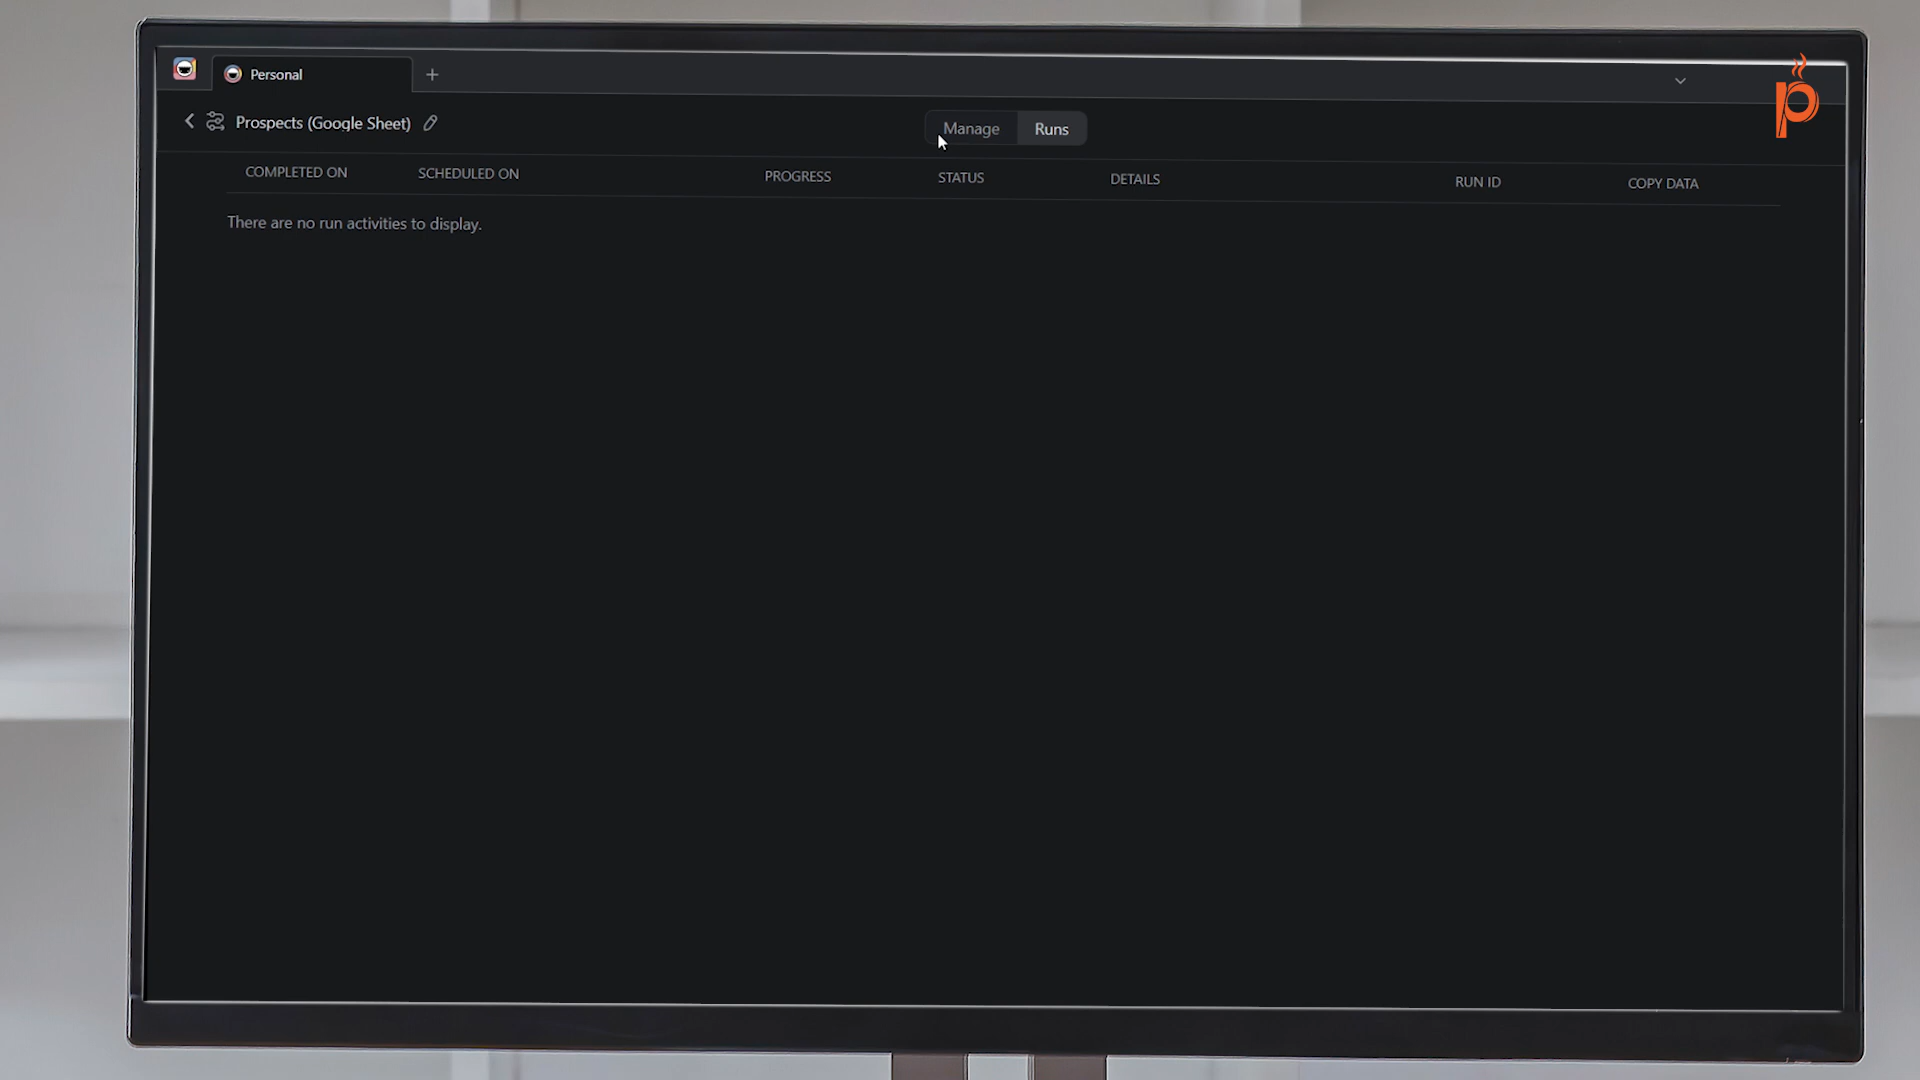 Personal
Prospects (Google Sheet)
Manage Runs
COMPLETED ON SCHEDULED ON PROGRESS STATUS DETAILS RUN ID COPY DATA
There are no run activities to display.